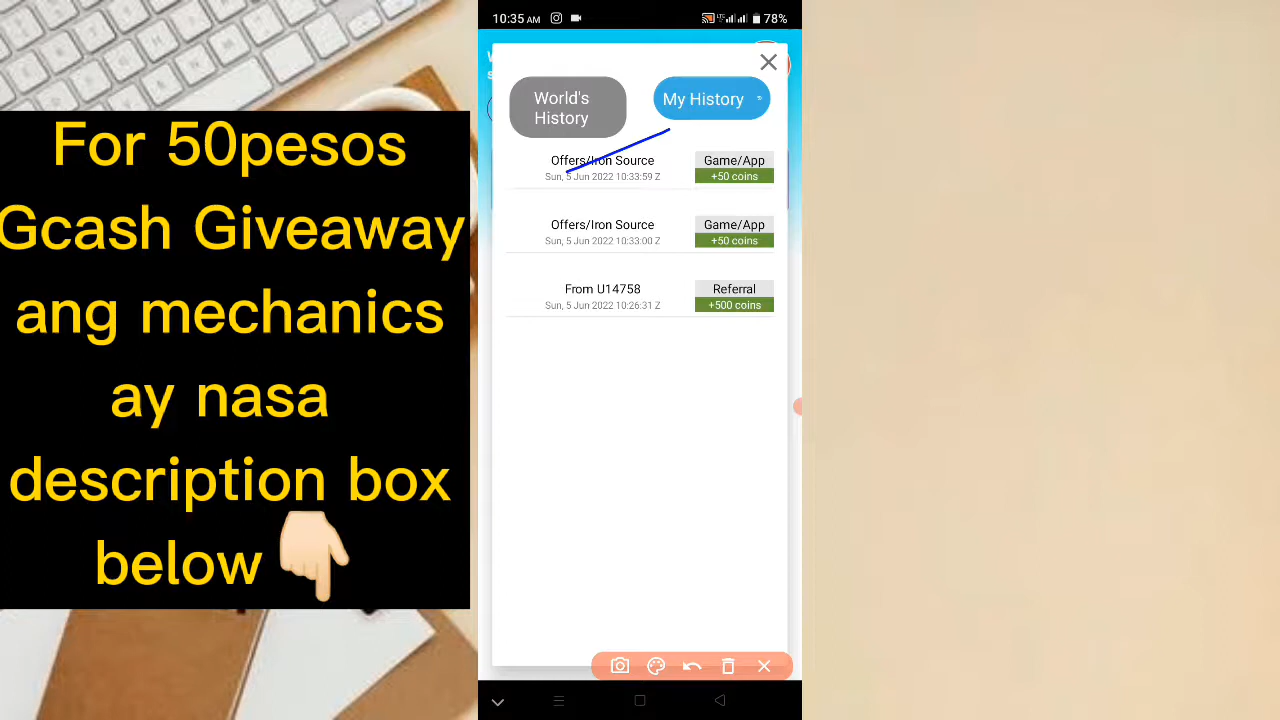 For 50pesos
Gcash Giveaway
ang mechanics
ay nasa
description box
below
10:35 AM
LTE
78%
World's
History
My History
Offers/Iron Source
Game/App
Sun, 5 Jun 2022 10:33:59 Z
+50 coins
Offers/Iron Source
Game/App
Sun, 5 Jun 2022 10:33:00 Z
+50 coins
From U14758
Referral
Sun, 5 Jun 2022 10:26:31 Z
+500 coins